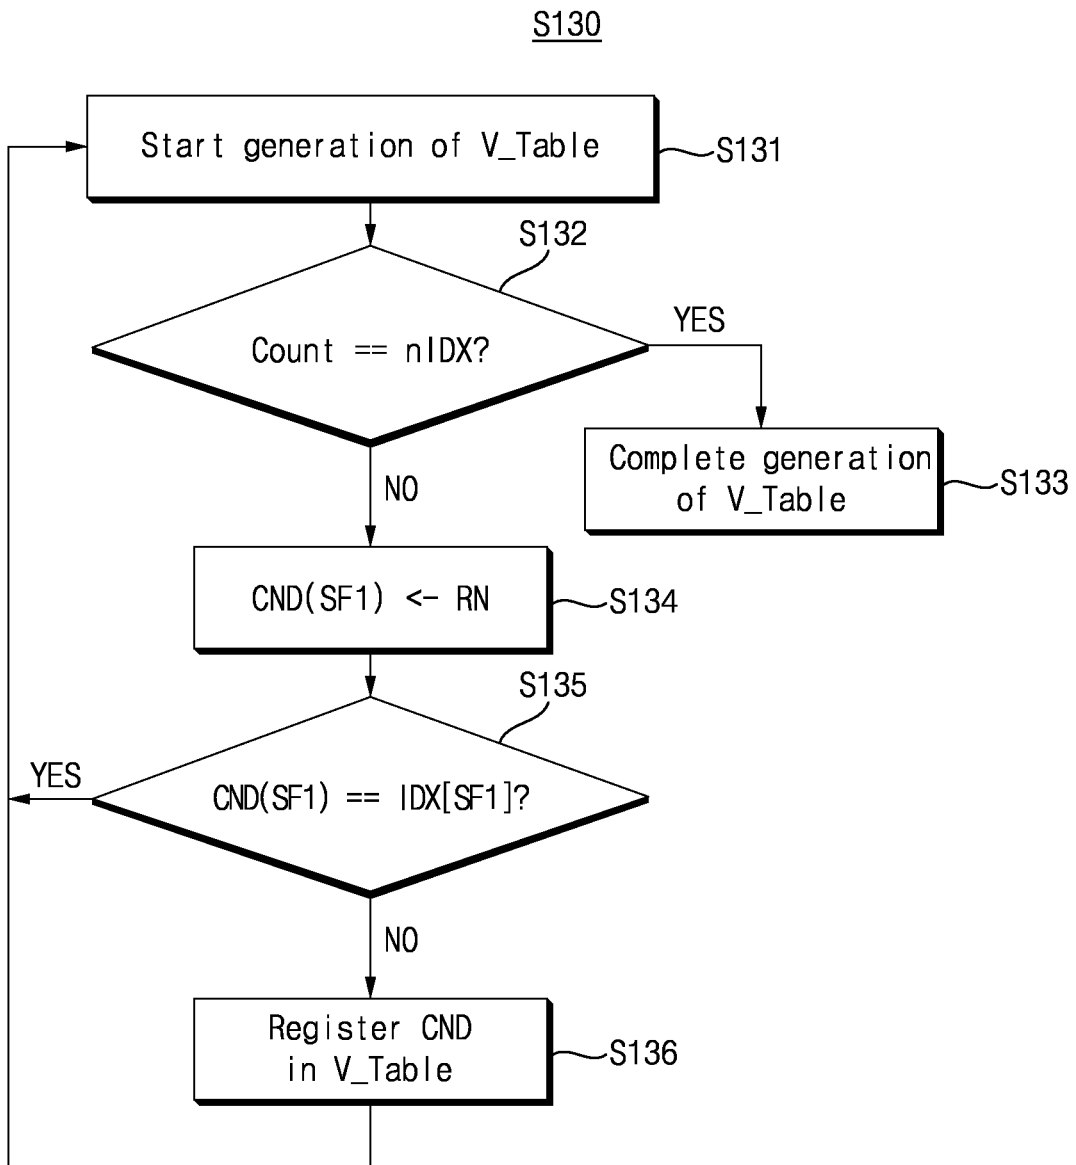 S130
Start generation of V_Table
S131
S132
Count == nIDX?
YES
Complete generation
of V_Table
S133
NO
CND(SF1) <- RN
S134
S135
YES
CND(SF1) == IDX[SF1]?
NO
Register CND
in V_Table
S136